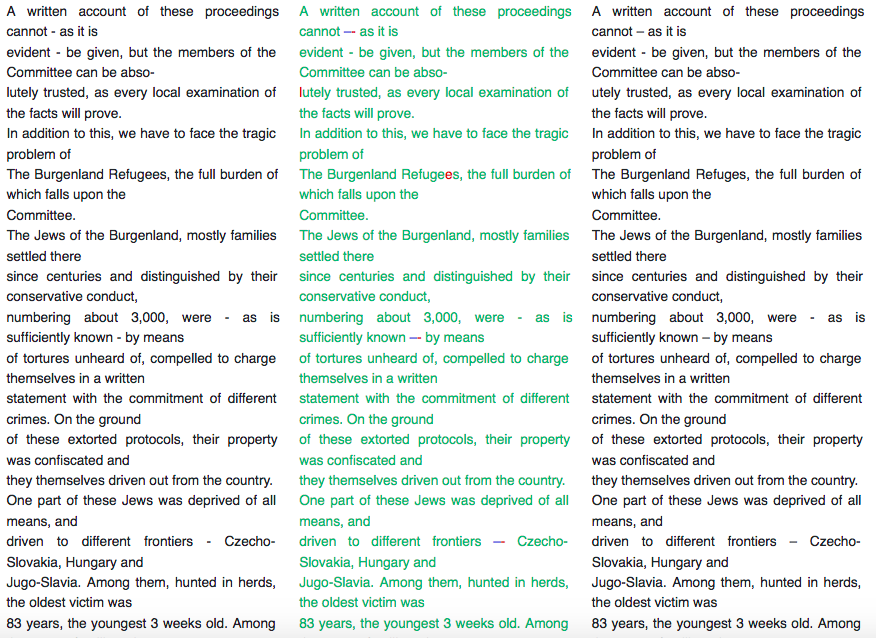 A written account of these proceedings
cannot - as it is
evident - be given, but the members of the
Committee can be abso-
lutely trusted, as every local examination of
the facts will prove.
In addition to this, we have to face the tragic
problem of
The Burgenland Refugees, the full burden of
which falls upon the
Committee.
The Jews of the Burgenland, mostly families
settled there
since centuries and distinguished by their
conservative conduct,
numbering about 3,000, were - as is
sufficiently known - by means
of tortures unheard of, compelled to charge
themselves in a written
statement with the commitment of different
crimes. On the ground
of these extorted protocols, their property
was confiscated and
they themselves driven out from the country.
One part of these Jews was deprived of all
means, and
driven to different frontiers - Czecho-
Slovakia, Hungary and
Jugo-Slavia. Among them, hunted in herds,
the oldest victim was
83 years, the youngest 3 weeks old. Among
A written account of these proceedings
cannot –- as it is
evident - be given, but the members of the
Committee can be abso-
lutely trusted, as every local examination of
the facts will prove.
In addition to this, we have to face the tragic
problem of
The Burgenland Refugees, the full burden of
which falls upon the
Committee.
The Jews of the Burgenland, mostly families
settled there
since centuries and distinguished by their
conservative conduct,
numbering about 3,000, were - as is
sufficiently known –- by means
of tortures unheard of, compelled to charge
themselves in a written
statement with the commitment of different
crimes. On the ground
of these extorted protocols, their property
was confiscated and
they themselves driven out from the country.
One part of these Jews was deprived of all
means, and
driven to different frontiers –- Czecho-
Slovakia, Hungary and
Jugo-Slavia. Among them, hunted in herds,
the oldest victim was
83 years, the youngest 3 weeks old. Among
A written account of these proceedings
cannot – as it is
evident - be given, but the members of the
Committee can be abso-
utely trusted, as every local examination of
the facts will prove.
In addition to this, we have to face the tragic
problem of
The Burgenland Refuges, the full burden of
which falls upon the
Committee.
The Jews of the Burgenland, mostly families
settled there
since centuries and distinguished by their
conservative conduct,
numbering about 3,000, were - as is
sufficiently known – by means
of tortures unheard of, compelled to charge
themselves in a written
statement with the commitment of different
crimes. On the ground
of these extorted protocols, their property
was confiscated and
they themselves driven out from the country.
One part of these Jews was deprived of all
means, and
driven to different frontiers – Czecho-
Slovakia, Hungary and
Jugo-Slavia. Among them, hunted in herds,
the oldest victim was
83 years, the youngest 3 weeks old. Among